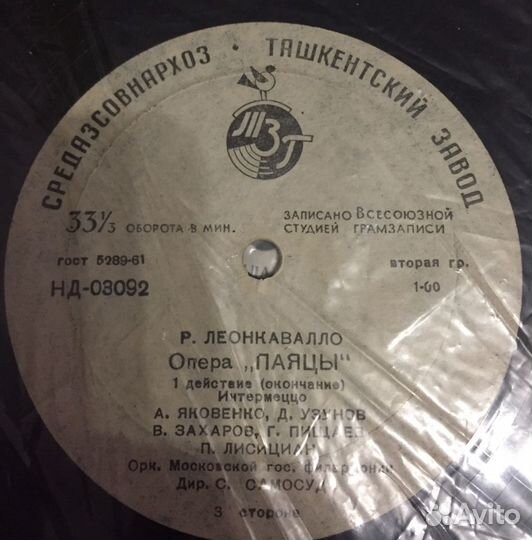 СРЕДАЗСОВНАРХОЗ • ТАШКЕНТСКИЙ ЗАВОД
ТЗГ
33⅓ ОБОРОТА В МИН.
ЗАПИСАНО ВСЕСОЮЗНОЙ
СТУДИЕЙ ГРАМЗАПИСИ
гост 5289-61
вторая гр.
НД-03092
1-00
Р. ЛЕОНКАВАЛЛО
Опера „ПАЯЦЫ"
1 действие (окончание)
Интермеццо
А. ЯКОВЕНКО, Д. УЗУНОВ
В. ЗАХАРОВ, Г. ПИЩАЕВ
П. ЛИСИЦИАН
Орк. Московской гос. филармонии
Дир. С. САМОСУД
3 сторона
Avito